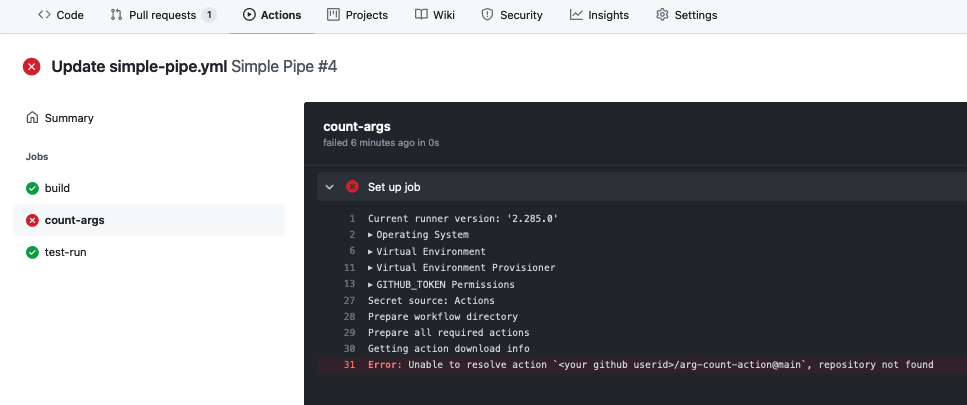 Code Pull requests 1 Actions Projects Wiki Security Insights Settings
Update simple-pipe.yml Simple Pipe #4
Summary
Jobs
build
count-args
test-run
count-args
failed 6 minutes ago in 0s
Set up job
1 Current runner version: '2.285.0'
2 ▸ Operating System
6 ▸ Virtual Environment
11 ▸ Virtual Environment Provisioner
13 ▸ GITHUB_TOKEN Permissions
27 Secret source: Actions
28 Prepare workflow directory
29 Prepare all required actions
30 Getting action download info
31 Error: Unable to resolve action `<your github userid>/arg-count-action@main`, repository not found